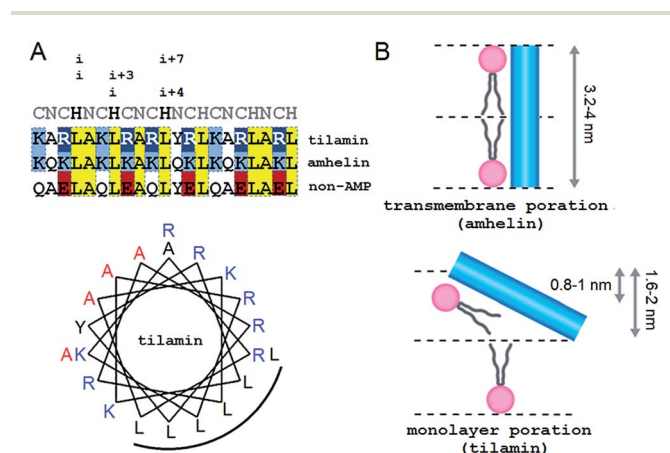 A
i i+7
i i+3
i i+4
CNCHNCHCNCHNCHCNCHNCH
KARLAKLRARLYRLKARLARL tilamin
KQKLAKLKAKLQKLKQKLAKL amhelin
QAELAQLEAQLYELQAELAEL non-AMP
R
A
A R
A K
A R
Y R
tilamin
AK R L
R L
K L
L L L L
B
3.2-4 nm
transmembrane poration
(amhelin)
0.8-1 nm
1.6-2 nm
monolayer poration
(tilamin)